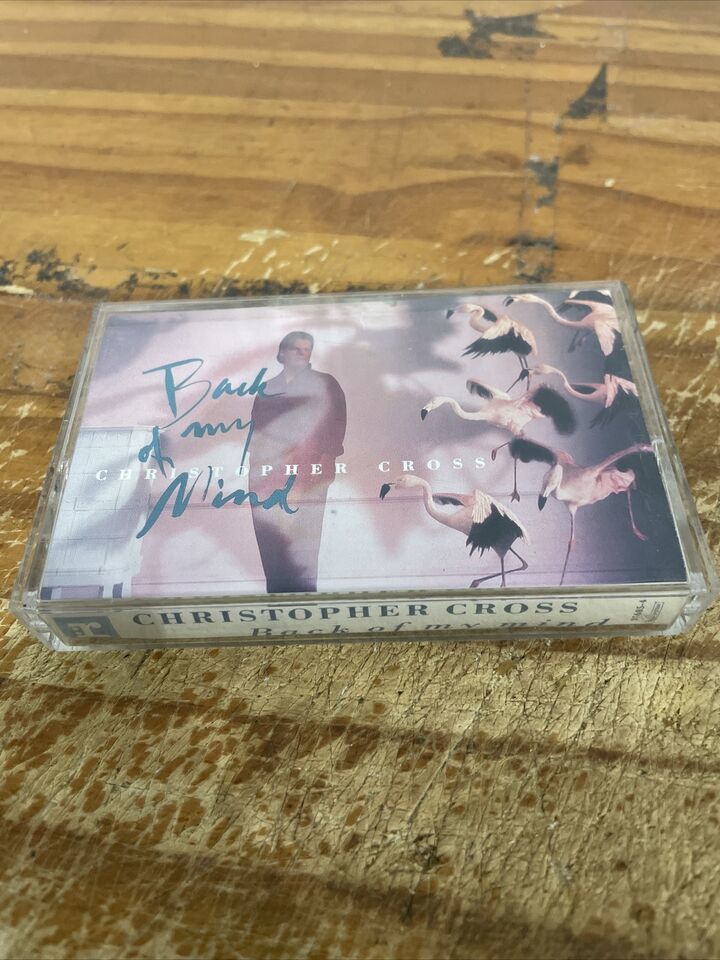 Back
of my
Mind
CHRISTOPHER CROSS
CHRISTOPHER CROSS
Back of my mind